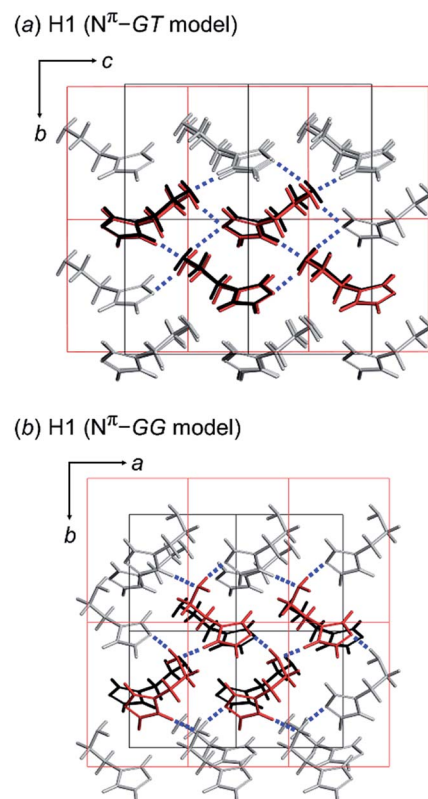 (a) H1 (Nπ–GT model)
c
b
(b) H1 (Nπ–GG model)
a
b